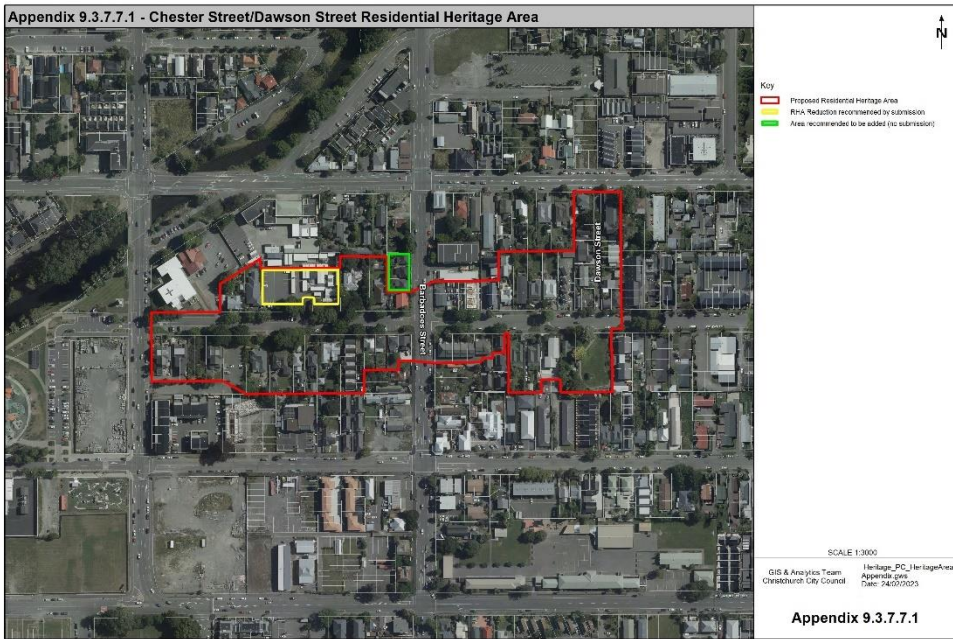 Appendix 9.3.7.7.1 - Chester Street/Dawson Street Residential Heritage Area
N
Key
Proposed Residential Heritage Area
RHA Reduction recommended by submission
Area recommended to be added (no submission)
Dawson Street
Barbadoes Street
SCALE 1:3000
GIS & Analytics Team
Christchurch City Council
Heritage_PC_HeritageArea
Appendix.gws
Date: 24/02/2023
Appendix 9.3.7.7.1